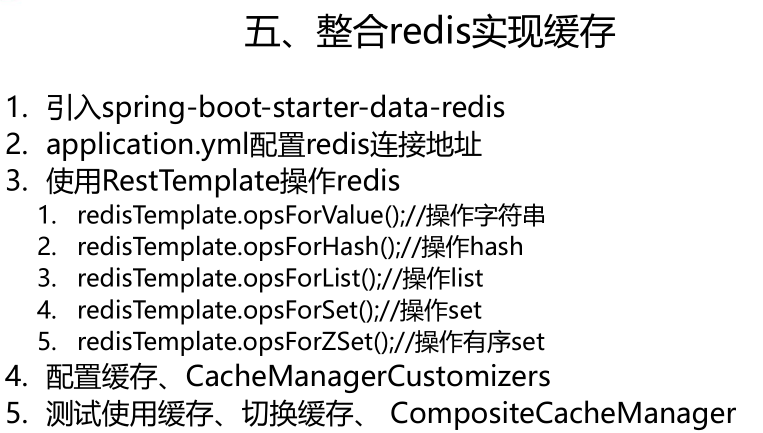 五、整合redis实现缓存
1. 引入spring-boot-starter-data-redis
2. application.yml配置redis连接地址
3. 使用RestTemplate操作redis
1. redisTemplate.opsForValue();//操作字符串
2. redisTemplate.opsForHash();//操作hash
3. redisTemplate.opsForList();//操作list
4. redisTemplate.opsForSet();//操作set
5. redisTemplate.opsForZSet();//操作有序set
4. 配置缓存、CacheManagerCustomizers
5. 测试使用缓存、切换缓存、 CompositeCacheManager